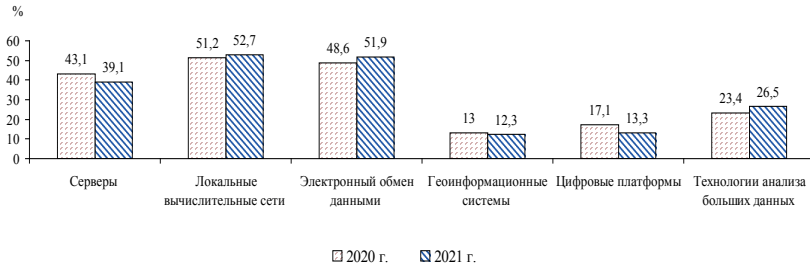 %
60
50
40
30
20
10
0
43,1 39,1
51,2 52,7
48,6 51,9
13 12,3
17,1 13,3
23,4 26,5
Серверы
Локальные
вычислительные сети
Электронный обмен
данными
Геоинформационные
системы
Цифровые платформы
Технологии анализа
больших данных
2020 г. 2021 г.